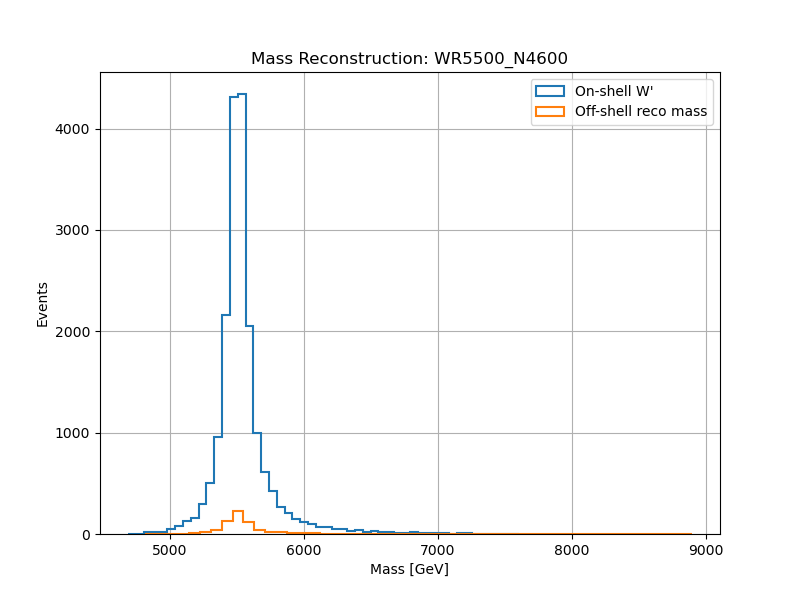 Mass Reconstruction: WR5500_N4600
On-shell W'
Off-shell reco mass
Events
4000
3000
2000
1000
0
5000 6000 7000 8000 9000
Mass [GeV]